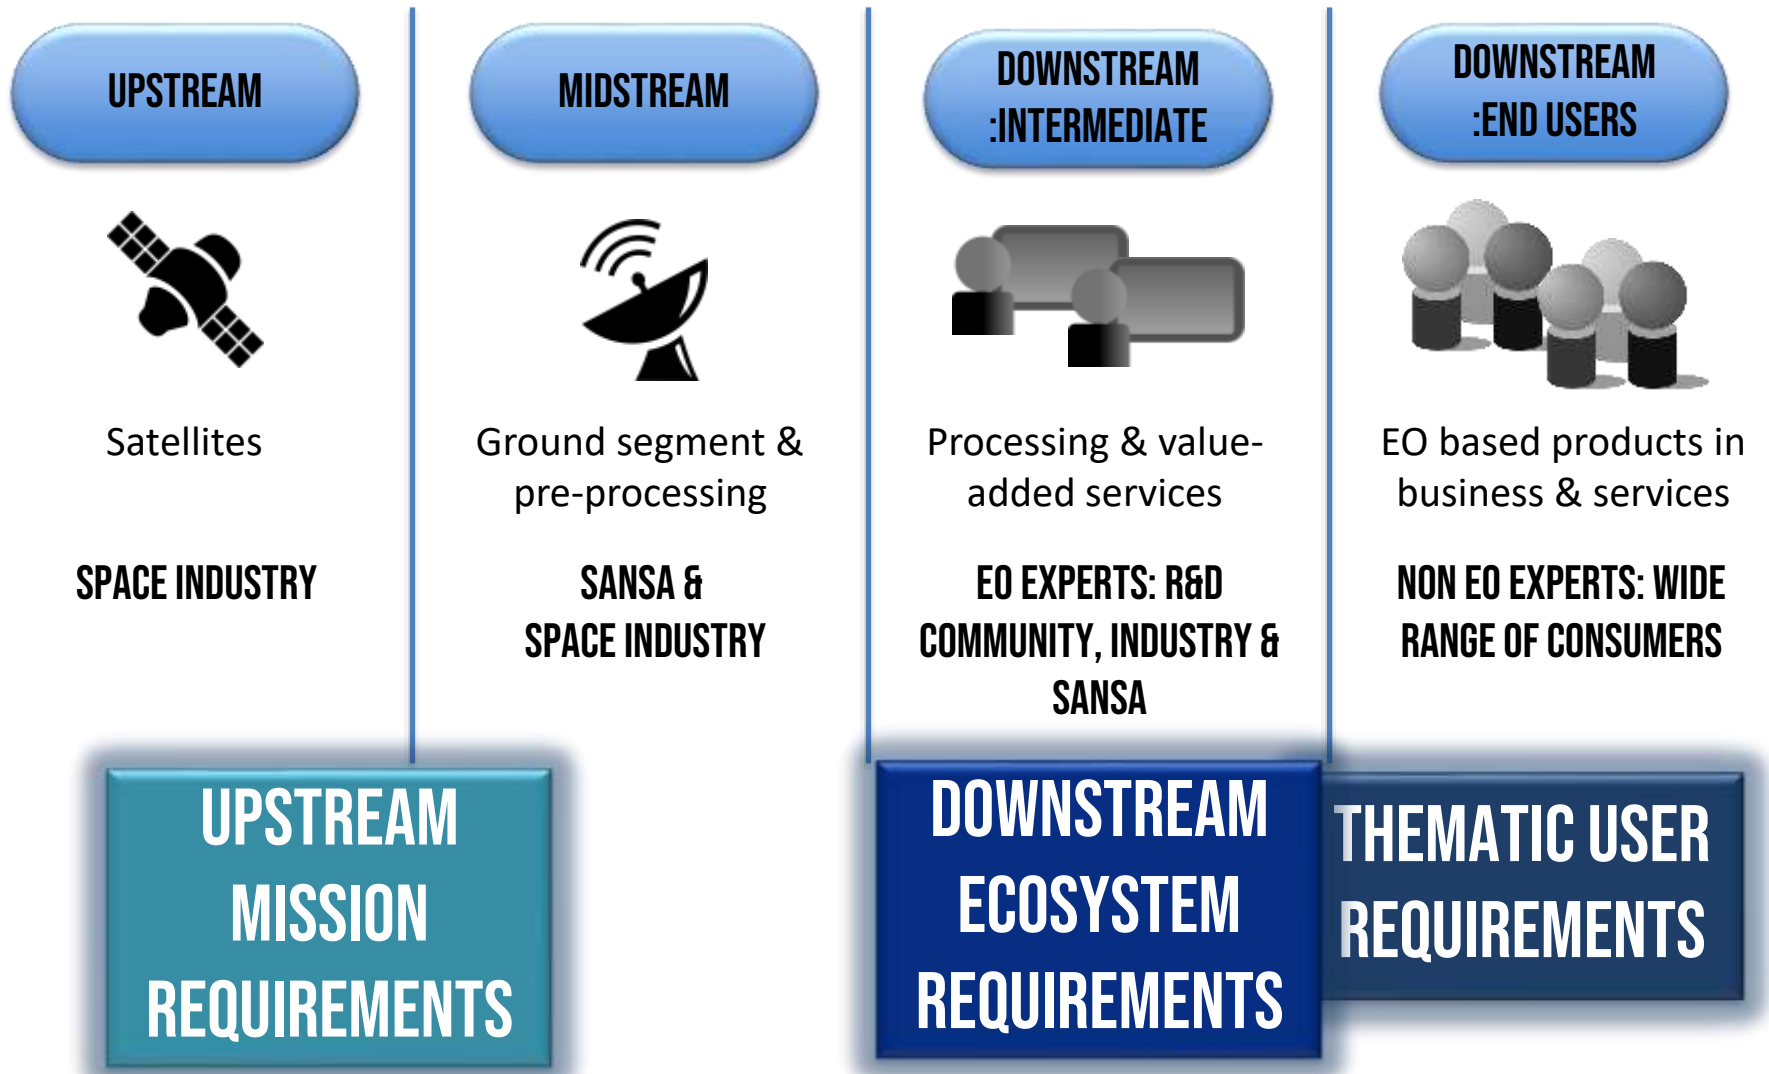 UPSTREAM
MIDSTREAM
DOWNSTREAM
:INTERMEDIATE
DOWNSTREAM
:END USERS
Satellites
Ground segment &
pre-processing
Processing & value-
added services
EO based products in
business & services
SPACE INDUSTRY
SANSA &
SPACE INDUSTRY
EO EXPERTS: R&D
COMMUNITY, INDUSTRY &
SANSA
NON EO EXPERTS: WIDE
RANGE OF CONSUMERS
UPSTREAM
MISSION
REQUIREMENTS
DOWNSTREAM
ECOSYSTEM
REQUIREMENTS
THEMATIC USER
REQUIREMENTS